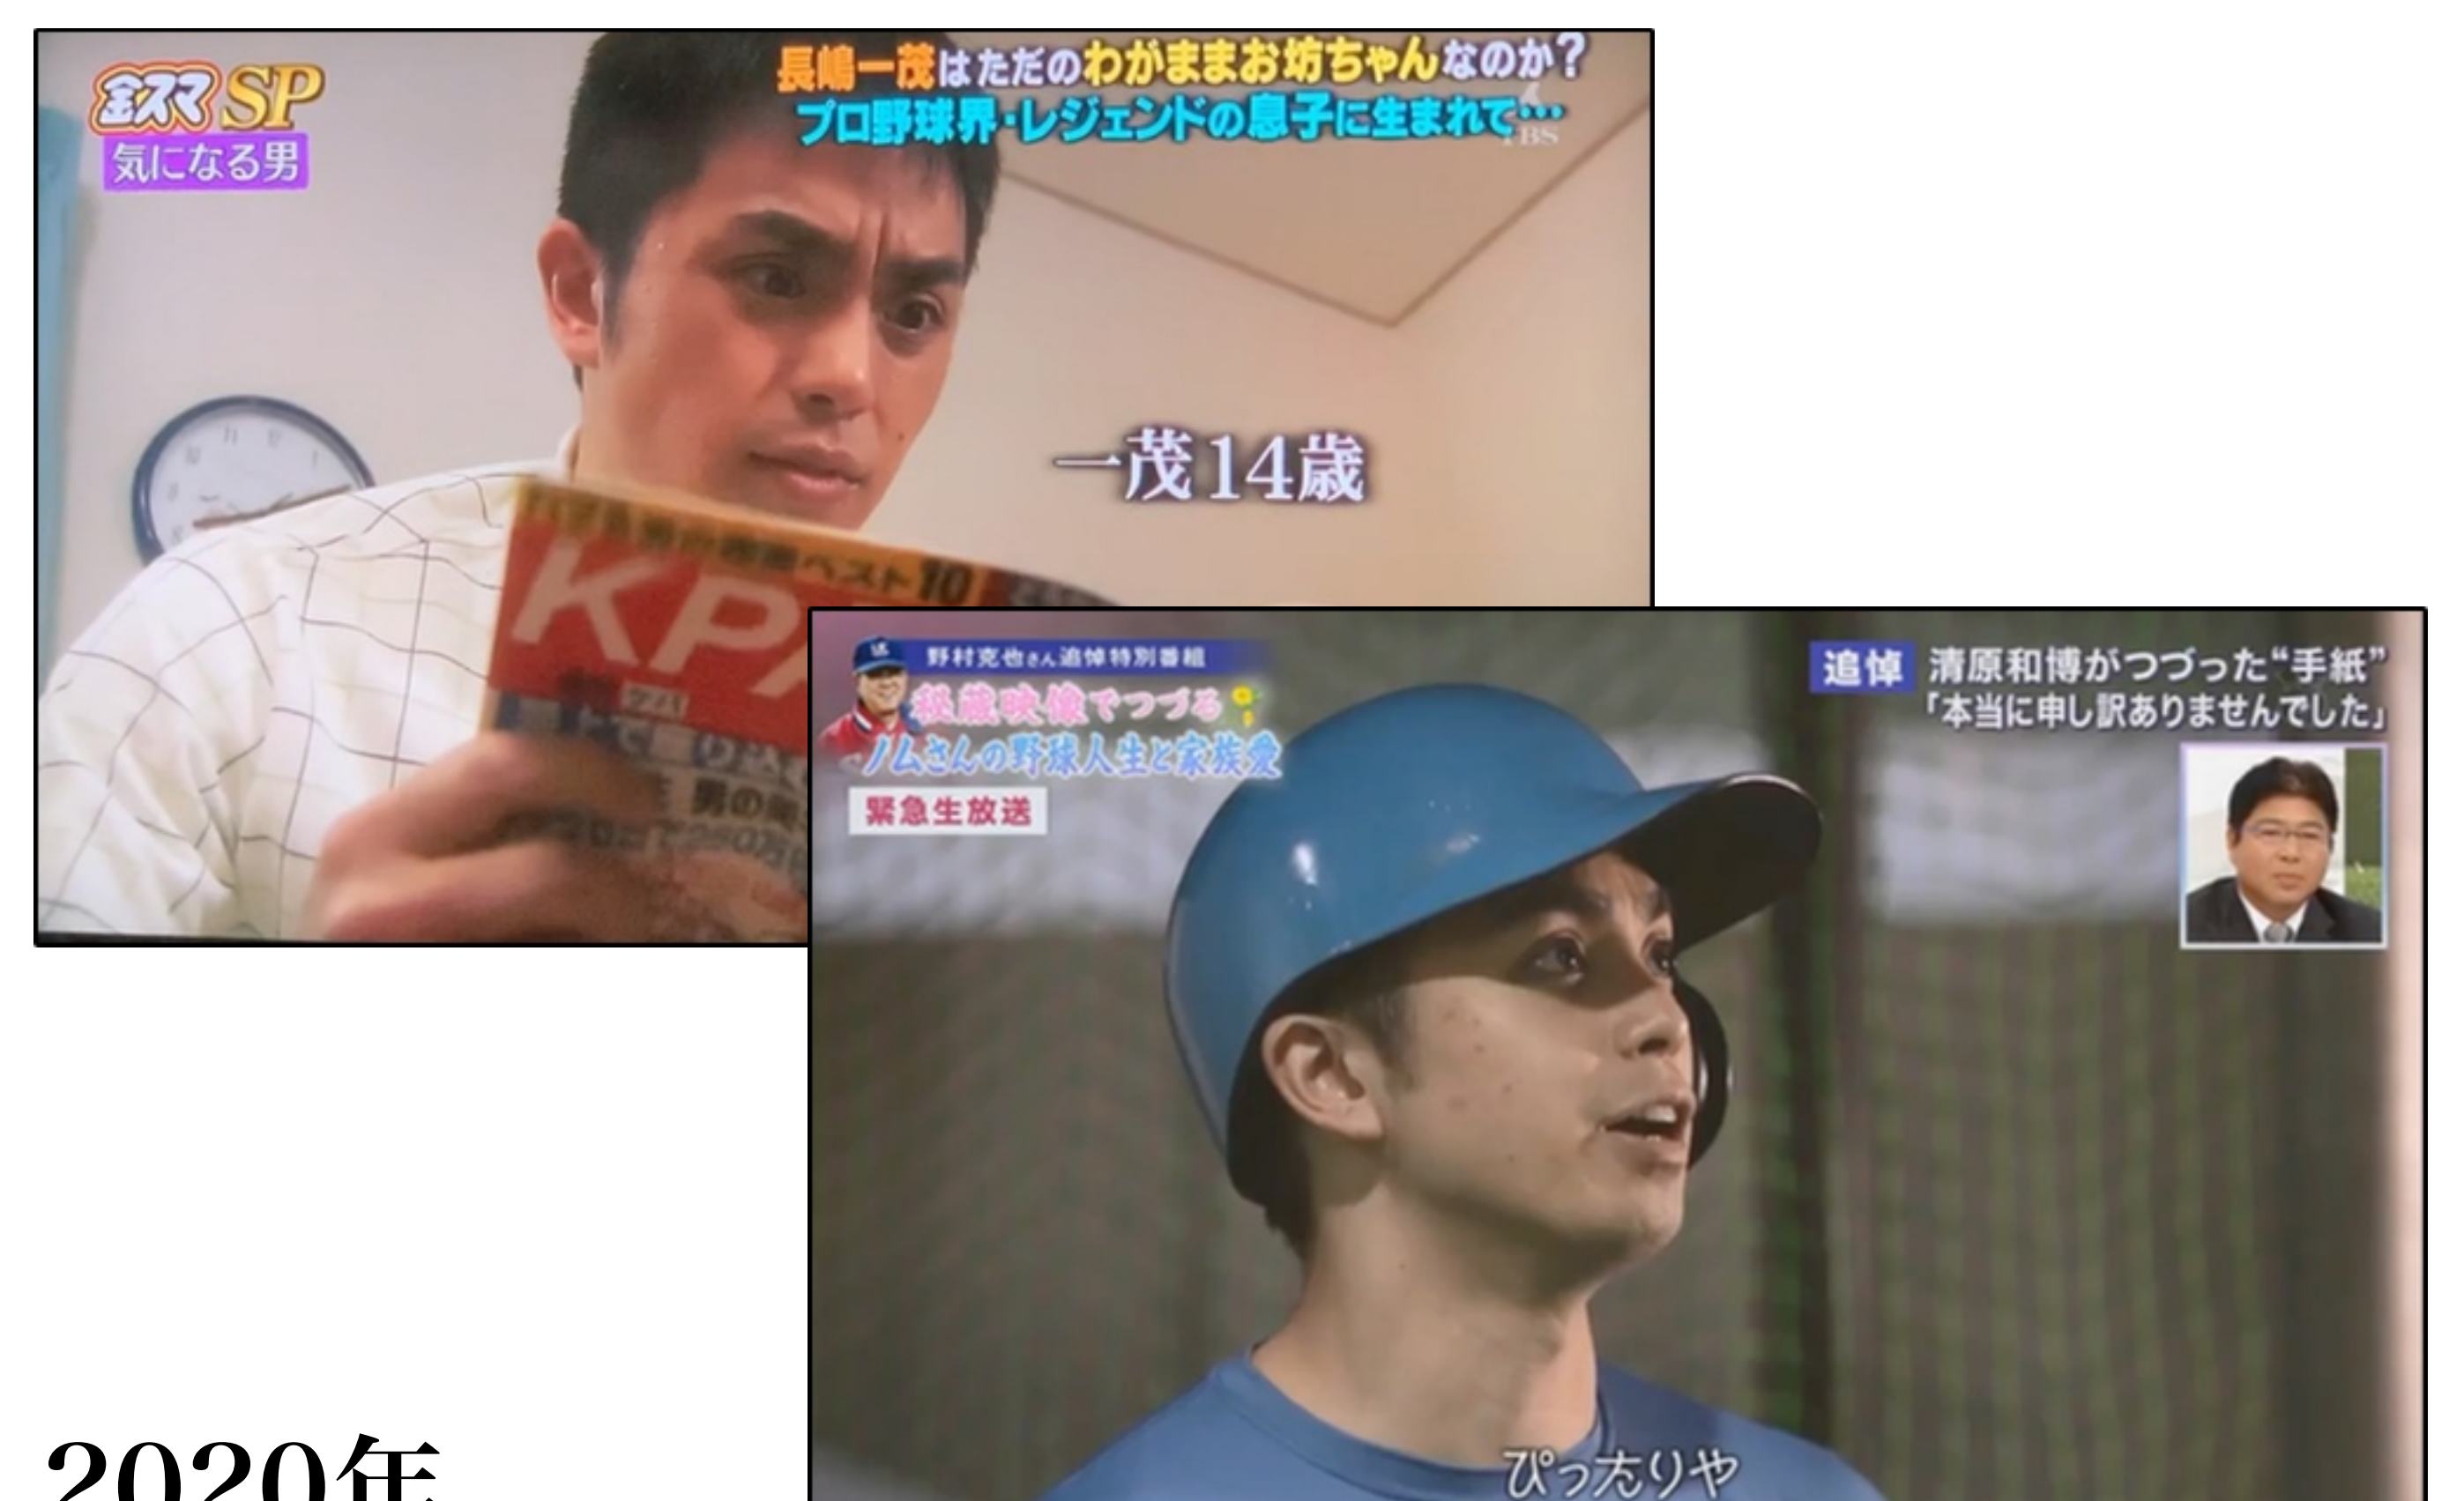 金スマSP
気になる男
長嶋一茂はただのわがままお坊ちゃんなのか?
プロ野球界・レジェンドの息子に生まれて…
TBS
一茂14歳
ベスト10
KPA
野村克也さん追悼特別番組
秘蔵映像でつづる
ノムさんの野球人生と家族愛
緊急生放送
追悼 清原和博がつづった“手紙”
「本当に申し訳ありませんでした」
ぴったりや
2020年